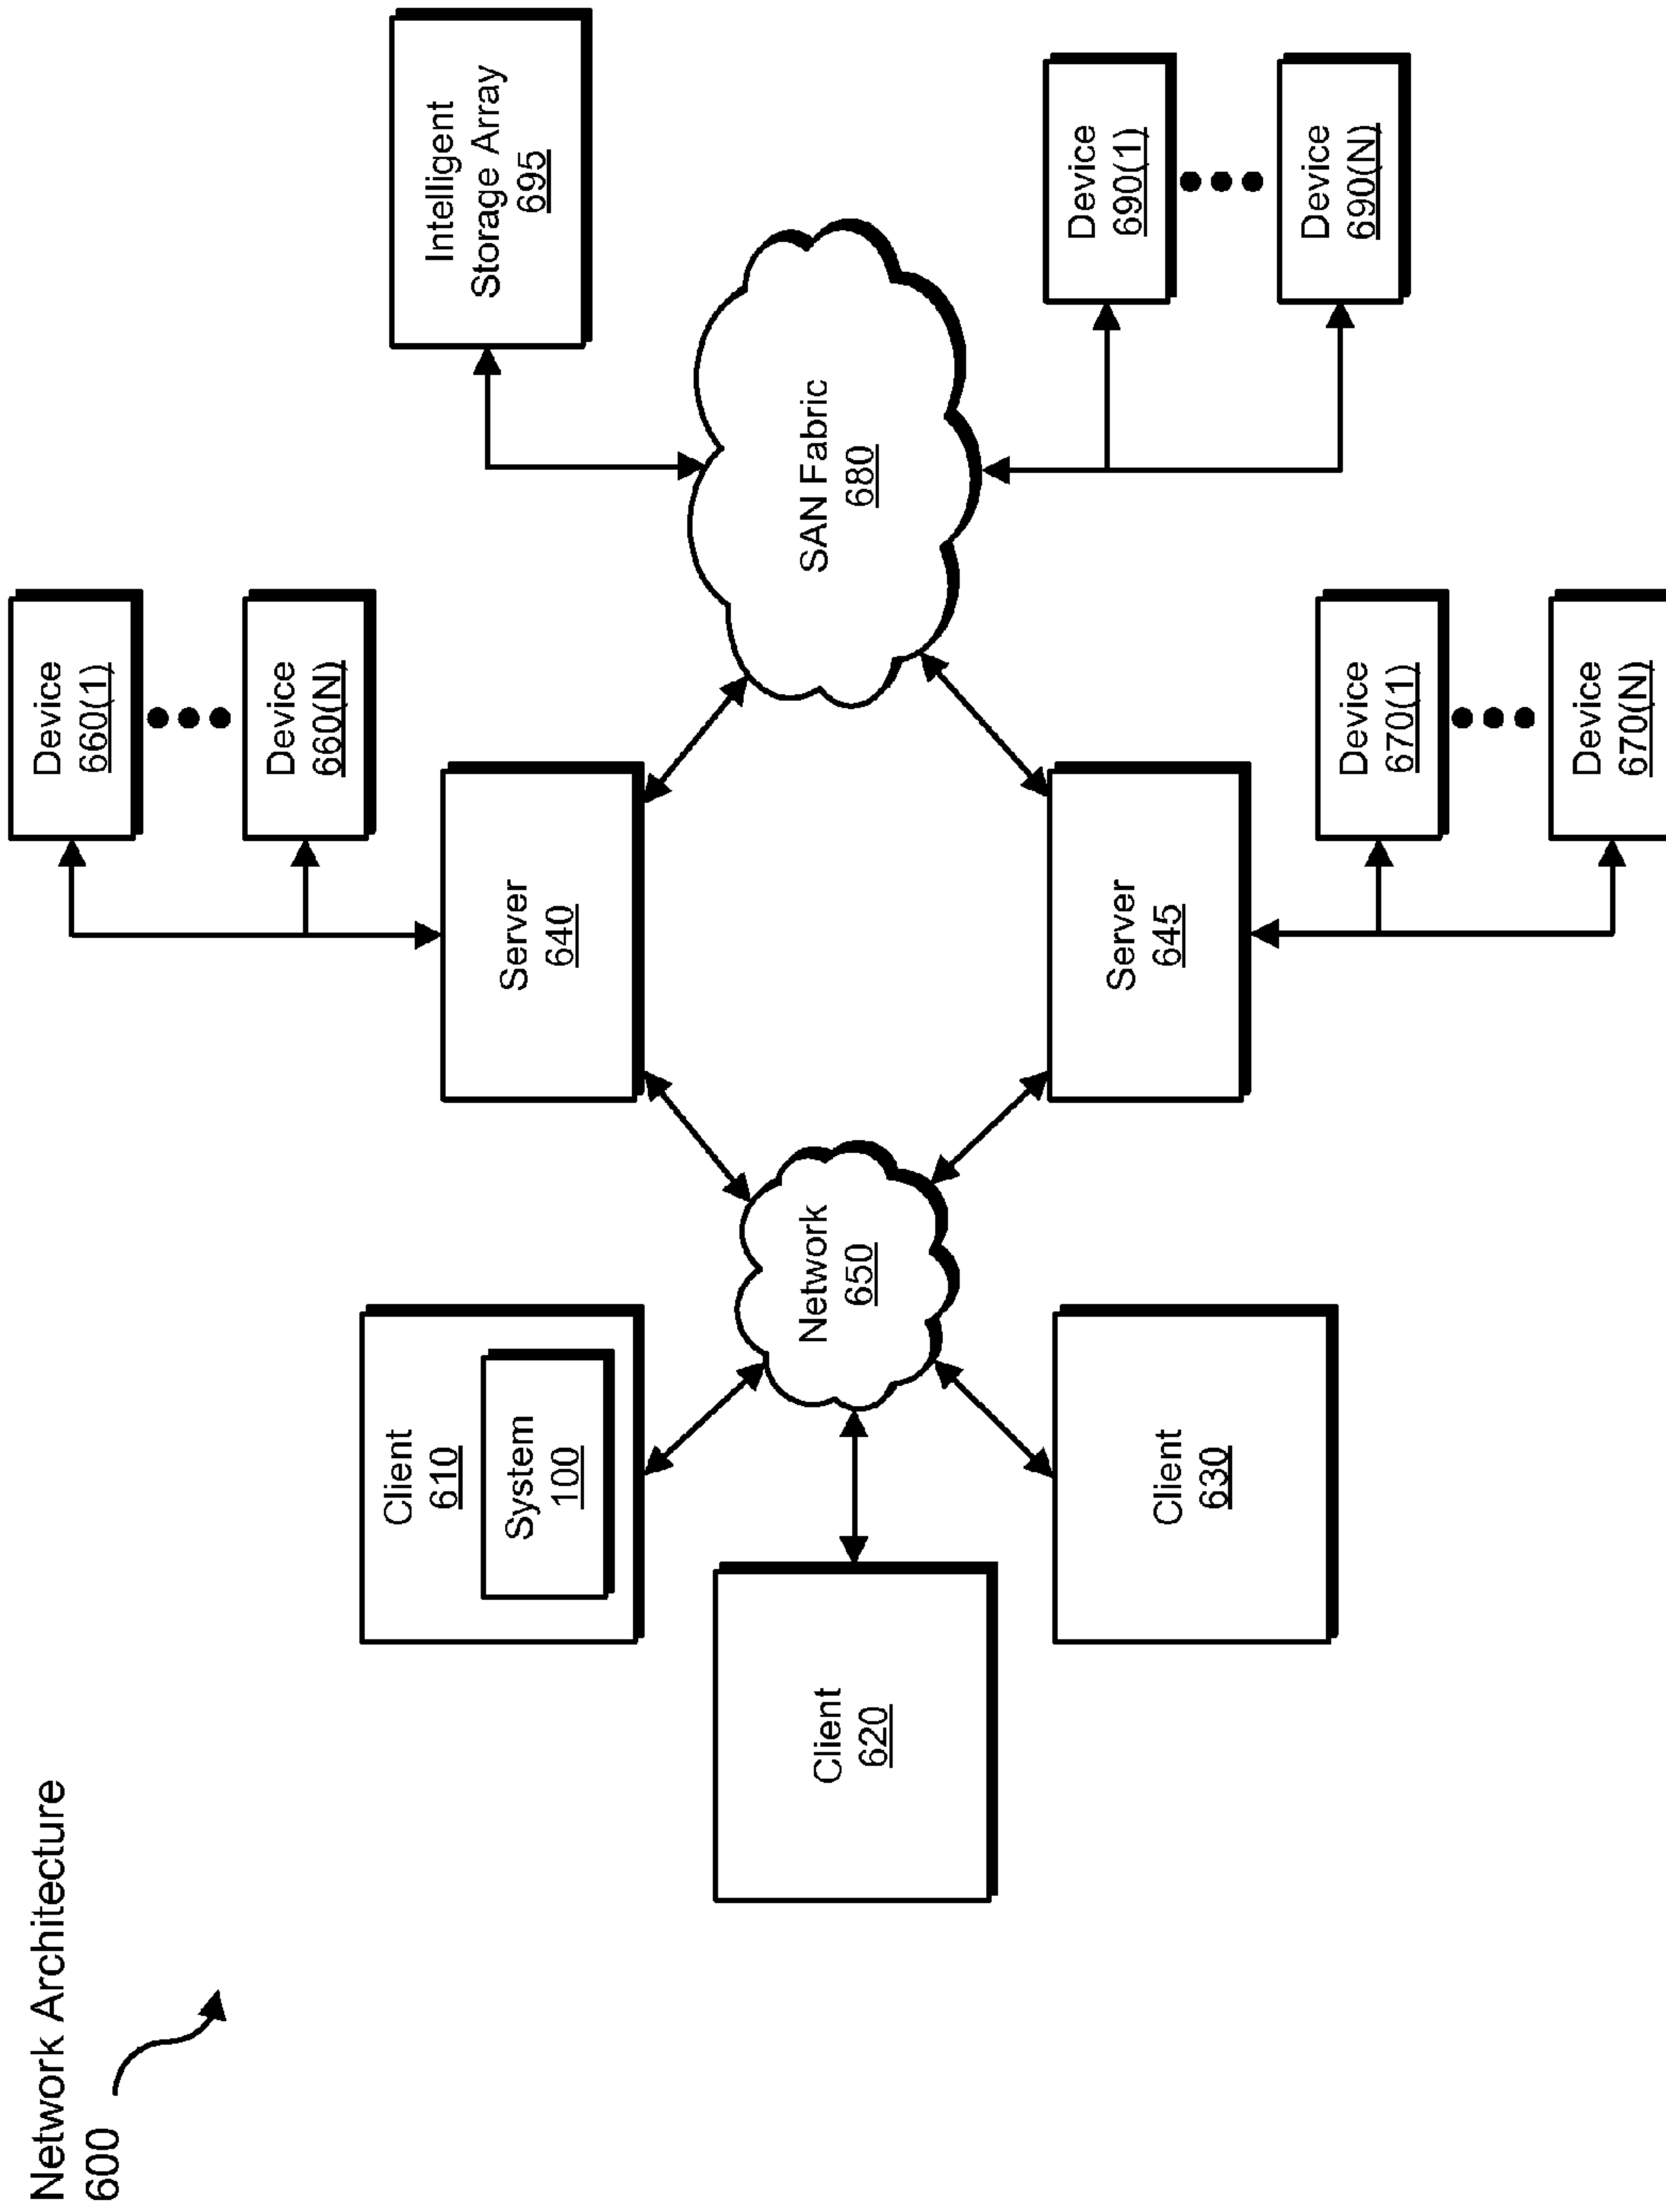 Network Architecture
600
Client
610
System
100
Client
620
Client
630
Network
650
Server
640
Server
645
Device
660(1)
Device
660(N)
Device
670(1)
Device
670(N)
SAN Fabric
680
Intelligent
Storage Array
695
Device
690(1)
Device
690(N)